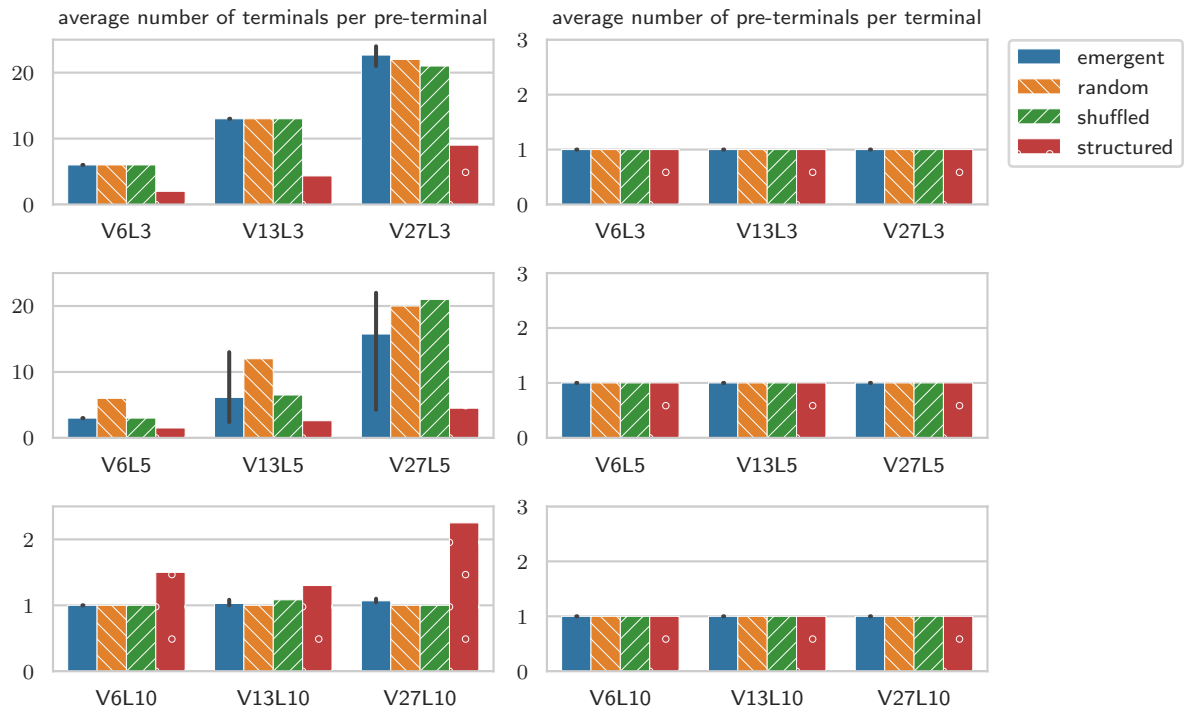 average number of terminals per pre-terminal
average number of pre-terminals per terminal
20
10
0
V6L3 V13L3 V27L3
3
2
1
0
V6L3 V13L3 V27L3
emergent
random
shuffled
structured
20
10
0
V6L5 V13L5 V27L5
3
2
1
0
V6L5 V13L5 V27L5
2
1
0
V6L10 V13L10 V27L10
3
2
1
0
V6L10 V13L10 V27L10